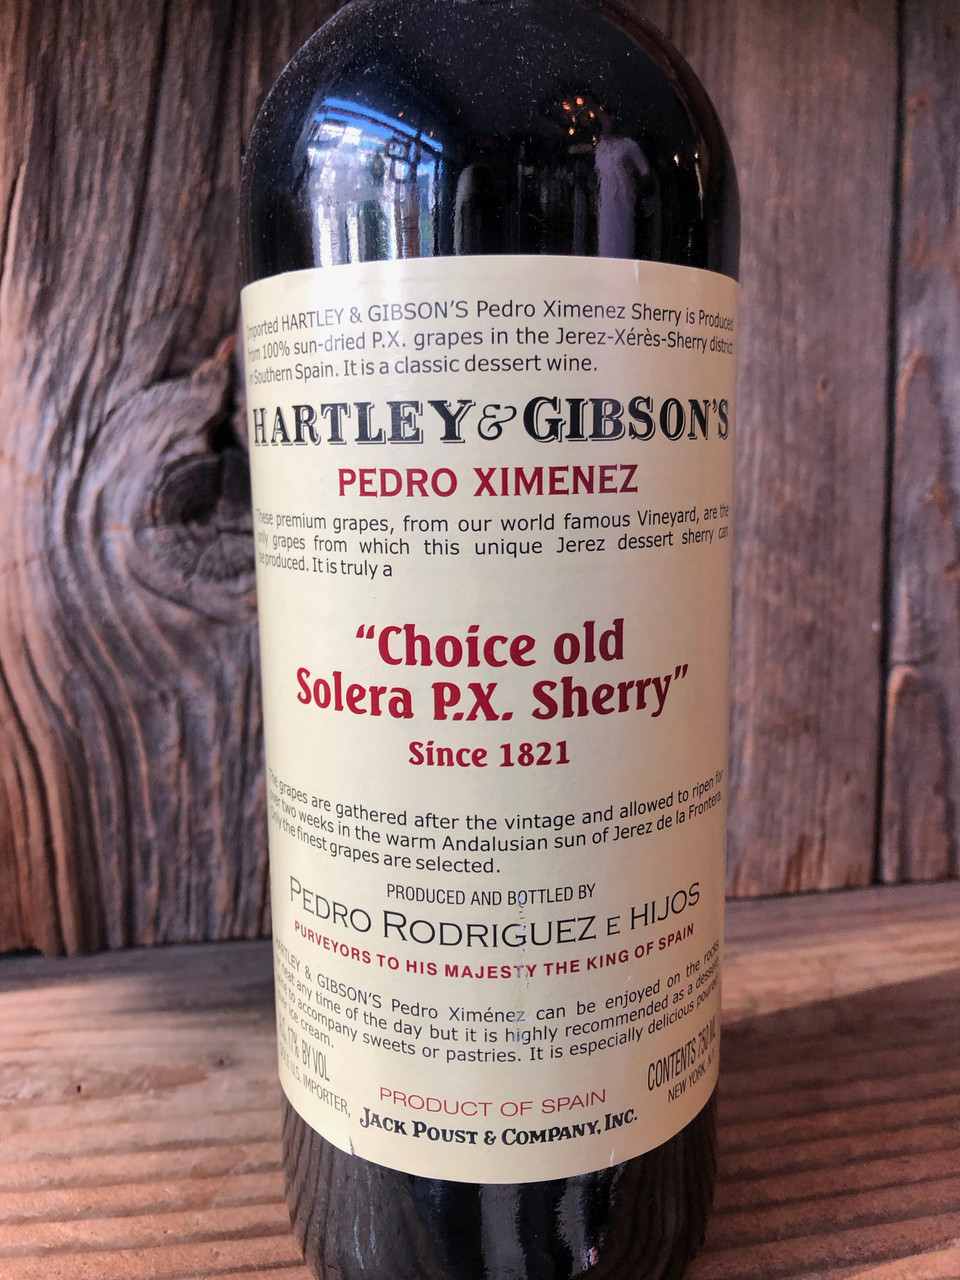 Imported HARTLEY & GIBSON'S Pedro Ximenez Sherry is Produced
from 100% sun-dried P.X. grapes in the Jerez-Xérès-Sherry district
in Southern Spain. It is a classic dessert wine.
HARTLEY & GIBSON'S
PEDRO XIMENEZ
These premium grapes, from our world famous Vineyard, are the
only grapes from which this unique Jerez dessert sherry can
be produced. It is truly a
"Choice old
Solera P.X. Sherry"
Since 1821
The grapes are gathered after the vintage and allowed to ripen for
over two weeks in the warm Andalusian sun of Jerez de la Frontera.
Only the finest grapes are selected.
PRODUCED AND BOTTLED BY
PEDRO RODRIGUEZ E HIJOS
PURVEYORS TO HIS MAJESTY THE KING OF SPAIN
HARTLEY & GIBSON'S Pedro Ximénez can be enjoyed on the rocks
or neat any time of the day but it is highly recommended as a dessert
wine to accompany sweets or pastries. It is especially delicious poured
over ice cream.
17% BY VOL
CONTENTS 750 ML
U.S. IMPORTER,
NEW YORK, NY
PRODUCT OF SPAIN
JACK POUST & COMPANY, INC.